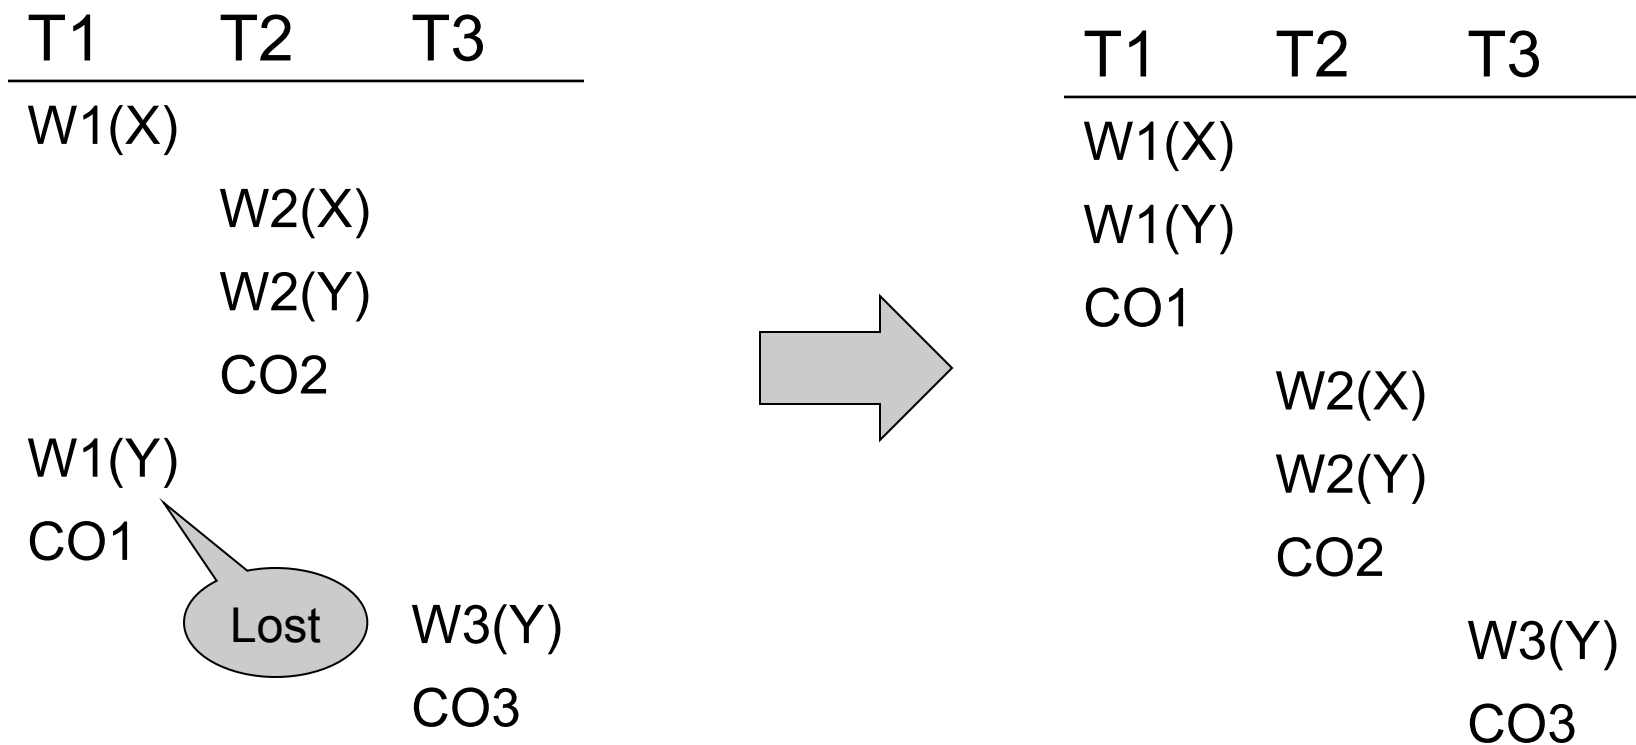 T1 T2 T3
W1(X)
W2(X)
W2(Y)
CO2
W1(Y)
CO1
Lost
W3(Y)
CO3
T1 T2 T3
W1(X)
W1(Y)
CO1
W2(X)
W2(Y)
CO2
W3(Y)
CO3